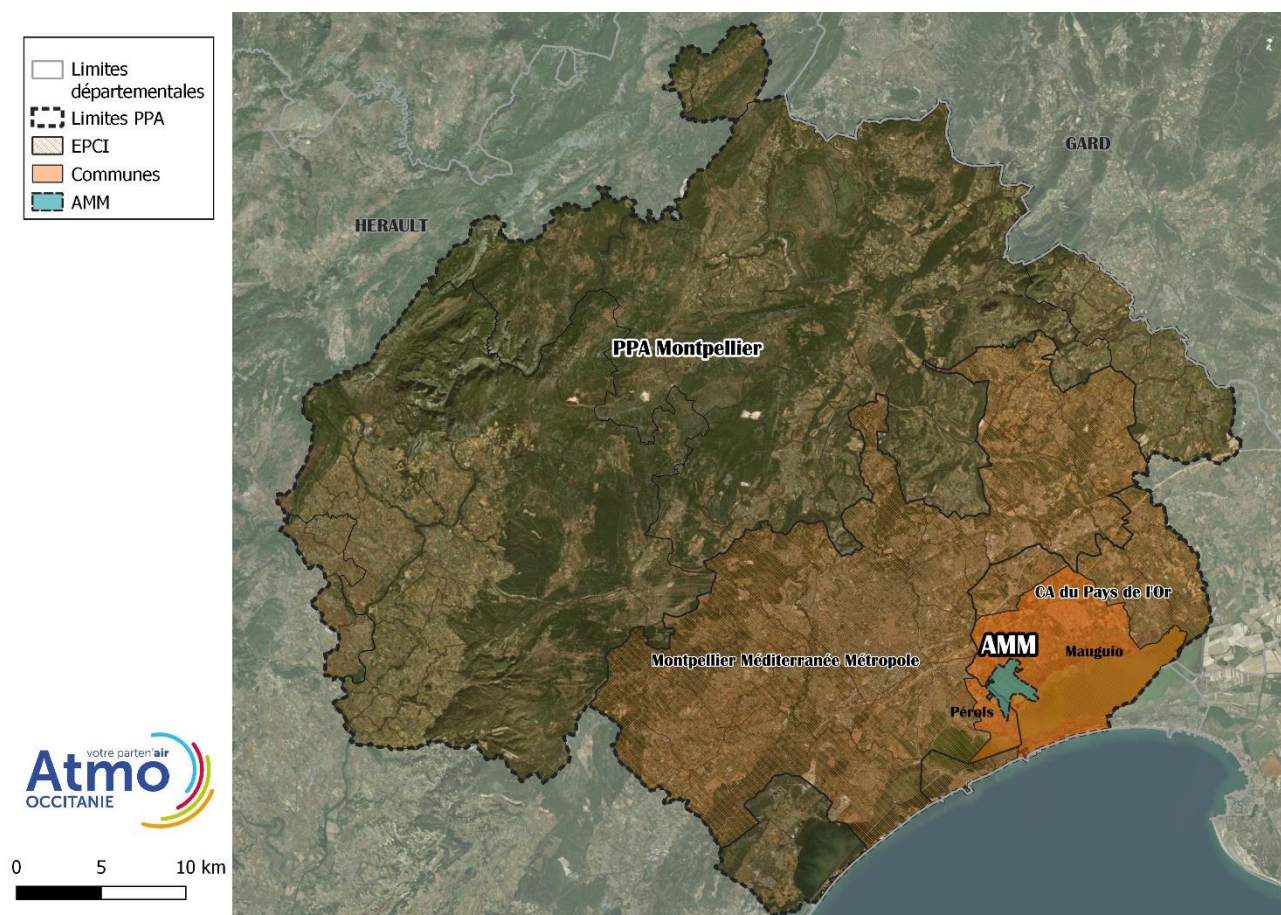 Limites
départementales
Limites PPA
EPCI
Communes
AMM
GARD
HERAULT
PPA Montpellier
CA du Pays de l'Or
AMM
Mauguio
Montpellier Méditerranée Métropole
Pérols
votre parten'air
Atmo
OCCITANIE
0 5 10 km